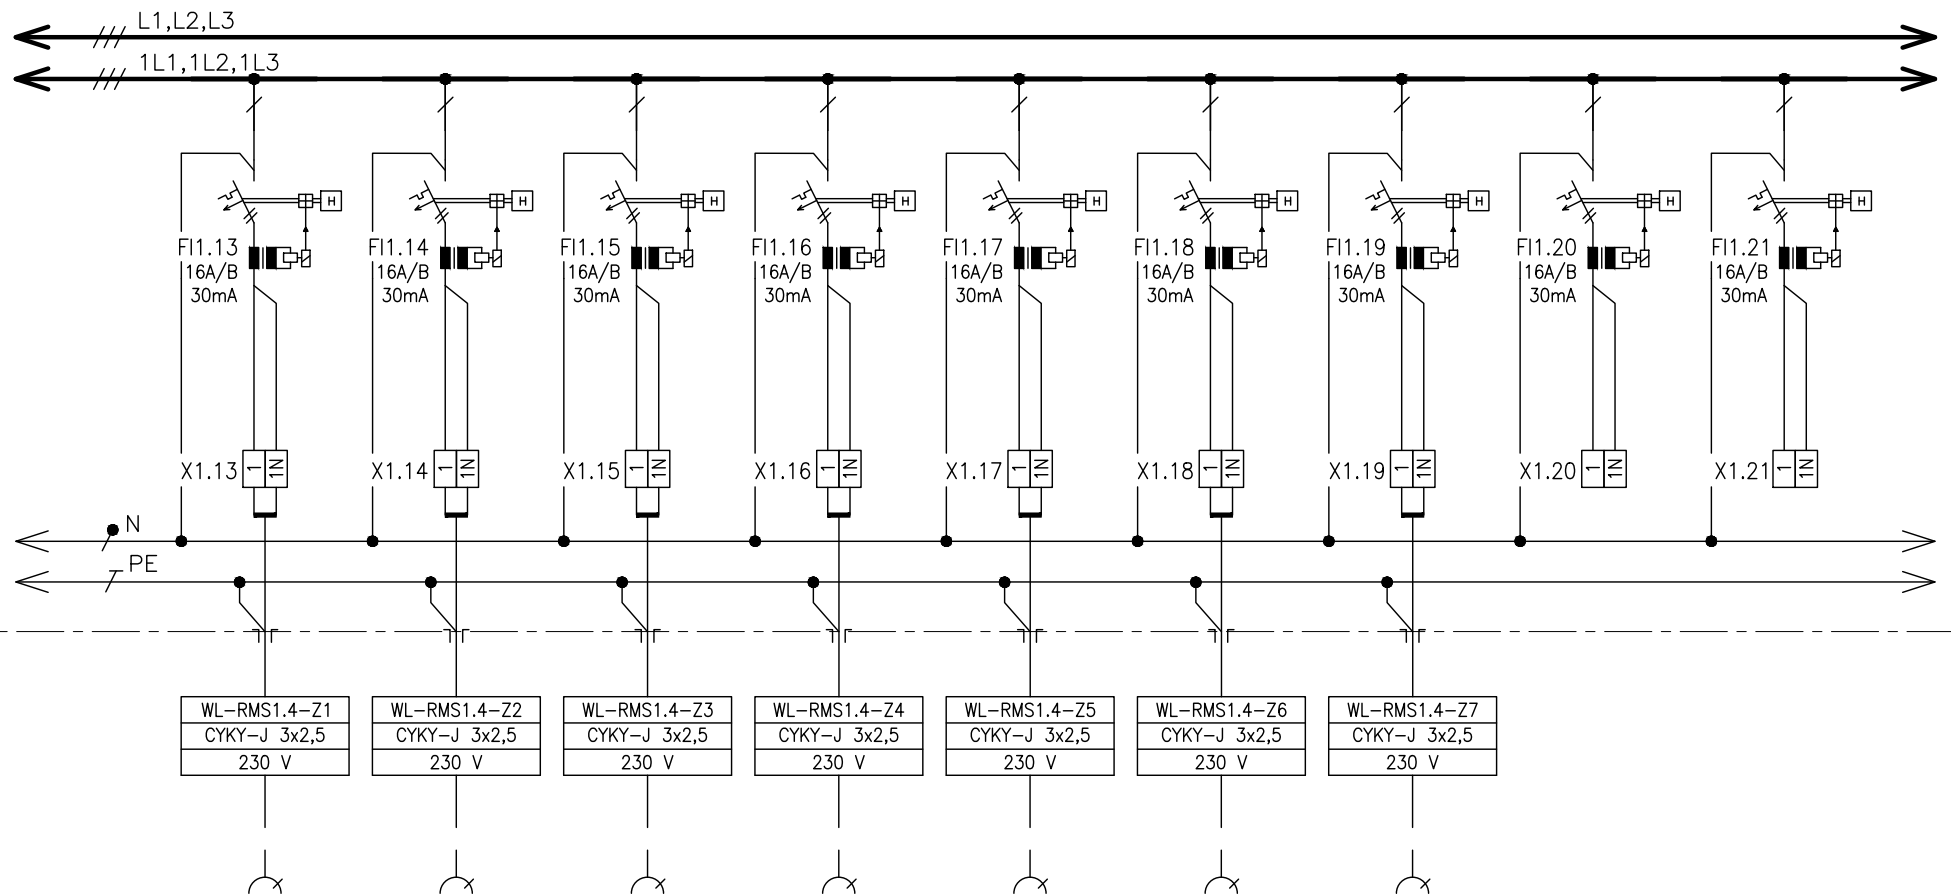 L1,L2,L3
1L1,1L2,1L3
H H H H H H H H H
FI1.13 FI1.14 FI1.15 FI1.16 FI1.17 FI1.18 FI1.19 FI1.20 FI1.21
16A/B 16A/B 16A/B 16A/B 16A/B 16A/B 16A/B 16A/B 16A/B
30mA 30mA 30mA 30mA 30mA 30mA 30mA 30mA 30mA
X1.13 1 1N X1.14 1 1N X1.15 1 1N X1.16 1 1N X1.17 1 1N X1.18 1 1N X1.19 1 1N X1.20 1 1N X1.21 1 1N
N
PE
WL-RMS1.4-Z1 WL-RMS1.4-Z2 WL-RMS1.4-Z3 WL-RMS1.4-Z4 WL-RMS1.4-Z5 WL-RMS1.4-Z6 WL-RMS1.4-Z7
CYKY-J 3x2,5 CYKY-J 3x2,5 CYKY-J 3x2,5 CYKY-J 3x2,5 CYKY-J 3x2,5 CYKY-J 3x2,5 CYKY-J 3x2,5
230 V 230 V 230 V 230 V 230 V 230 V 230 V